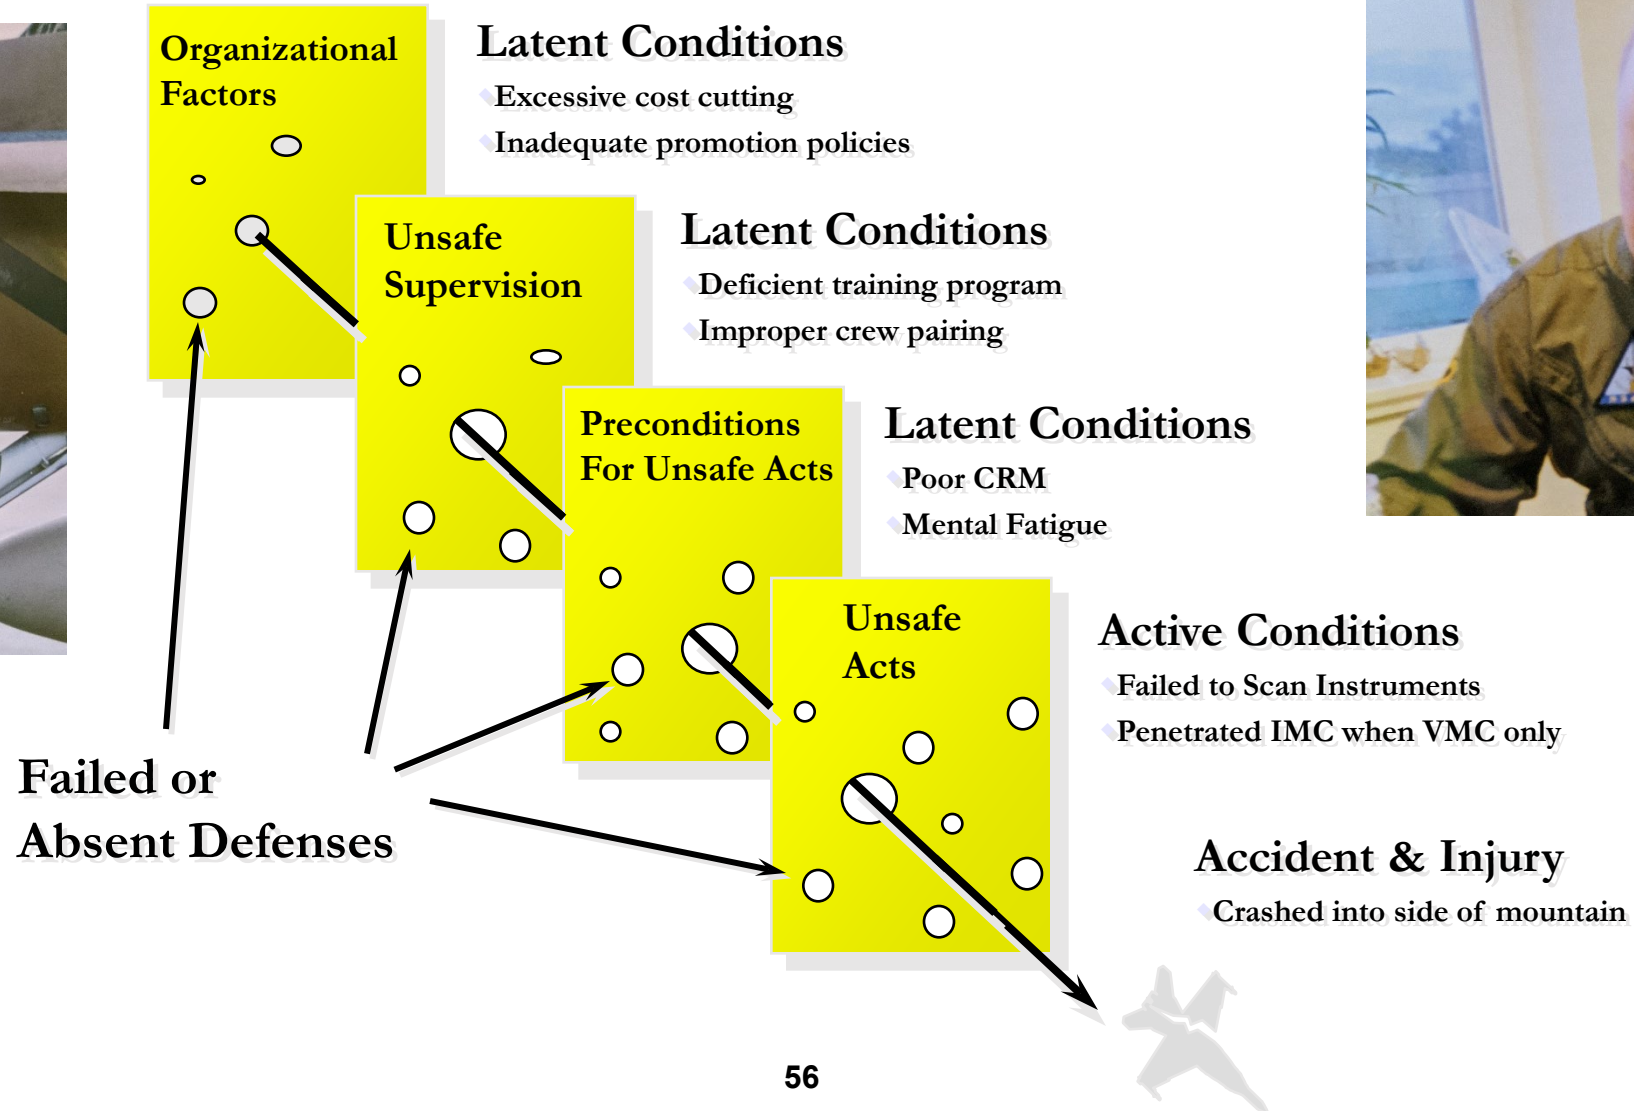 Organizational
Factors
Latent Conditions
Excessive cost cutting
Inadequate promotion policies
Unsafe
Supervision
Latent Conditions
Deficient training program
Improper crew pairing
Preconditions
For Unsafe Acts
Latent Conditions
Poor CRM
Mental Fatigue
Unsafe
Acts
Active Conditions
Failed to Scan Instruments
Penetrated IMC when VMC only
Failed or
Absent Defenses
Accident & Injury
Crashed into side of mountain
56